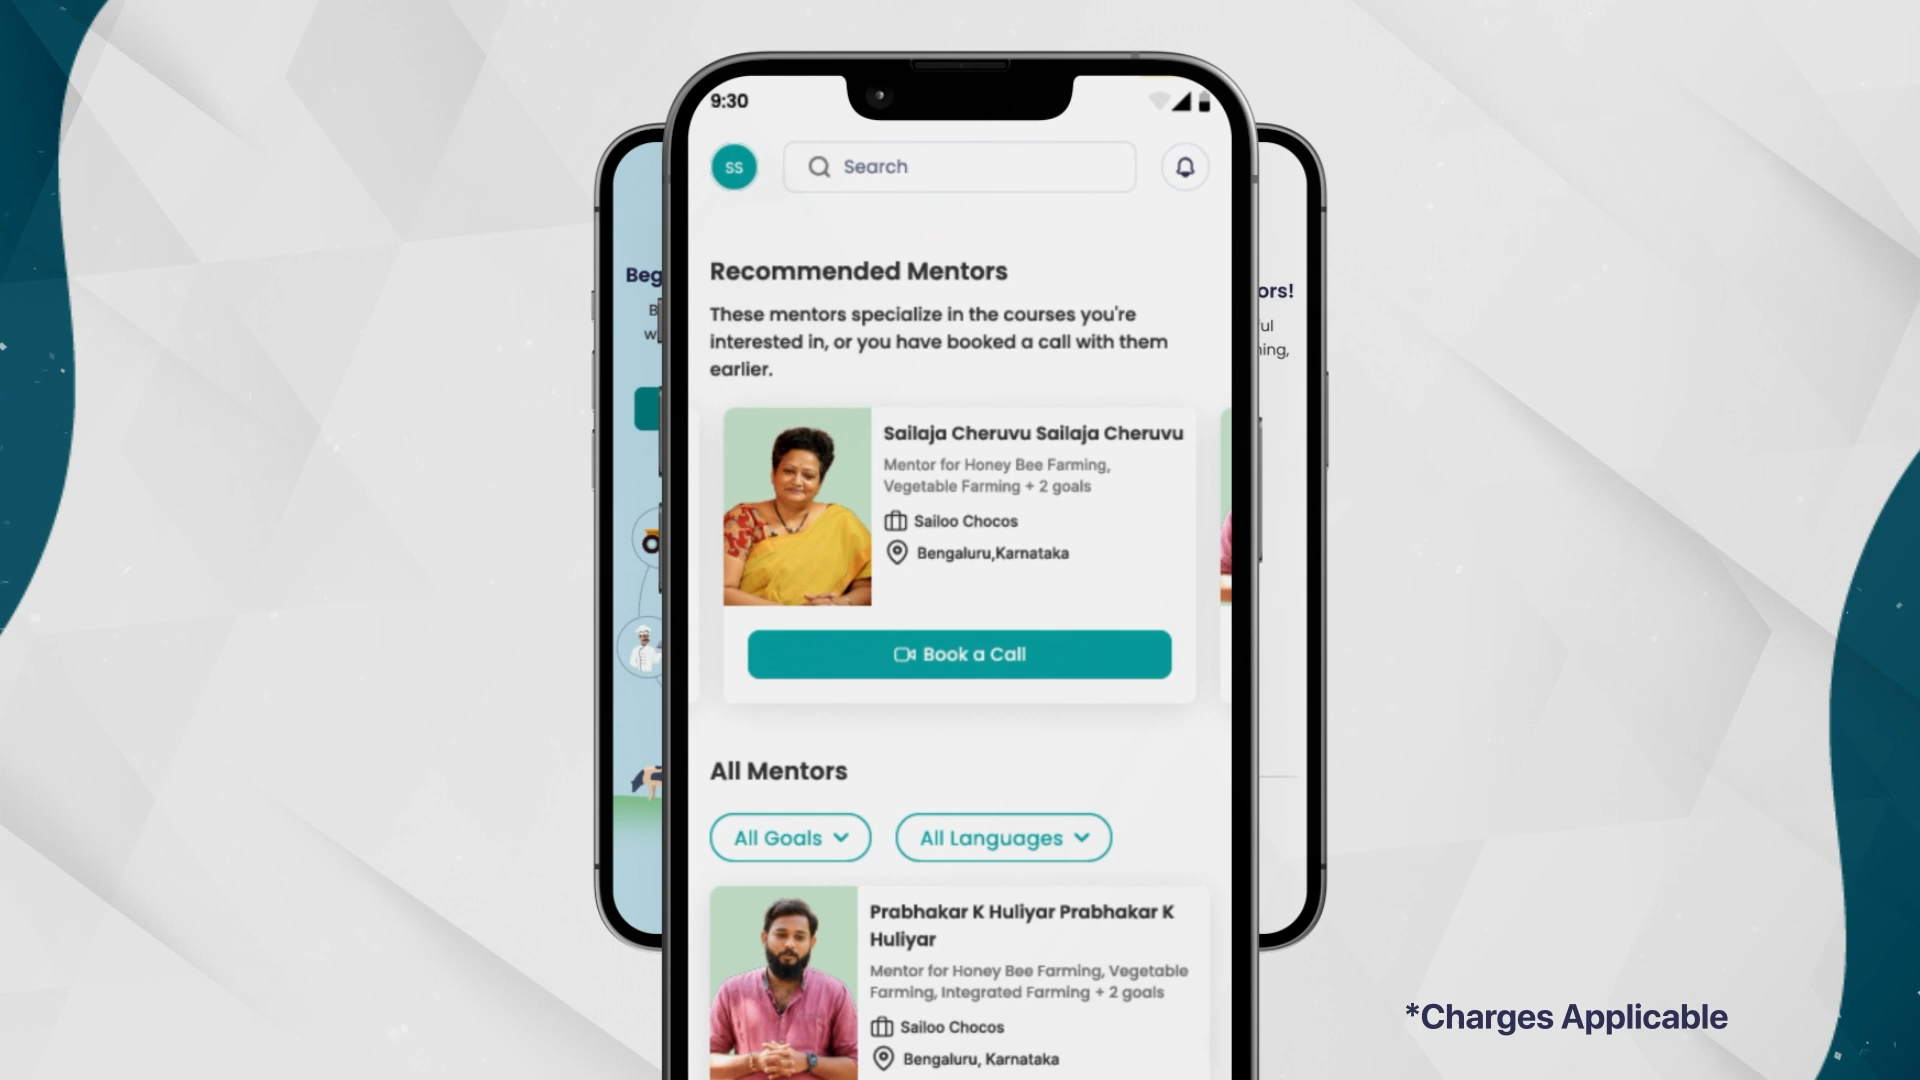 9:30
SS
Search
Recommended Mentors
These mentors specialize in the courses you're
interested in, or you have booked a call with them
earlier.
Sailaja Cheruvu Sailaja Cheruvu
Mentor for Honey Bee Farming,
Vegetable Farming + 2 goals
Sailoo Chocos
Bengaluru,Karnataka
Book a Call
All Mentors
All Goals
All Languages
Prabhakar K Huliyar Prabhakar K
Huliyar
Mentor for Honey Bee Farming, Vegetable
Farming, Integrated Farming + 2 goals
Sailoo Chocos
Bengaluru, Karnataka
*Charges Applicable